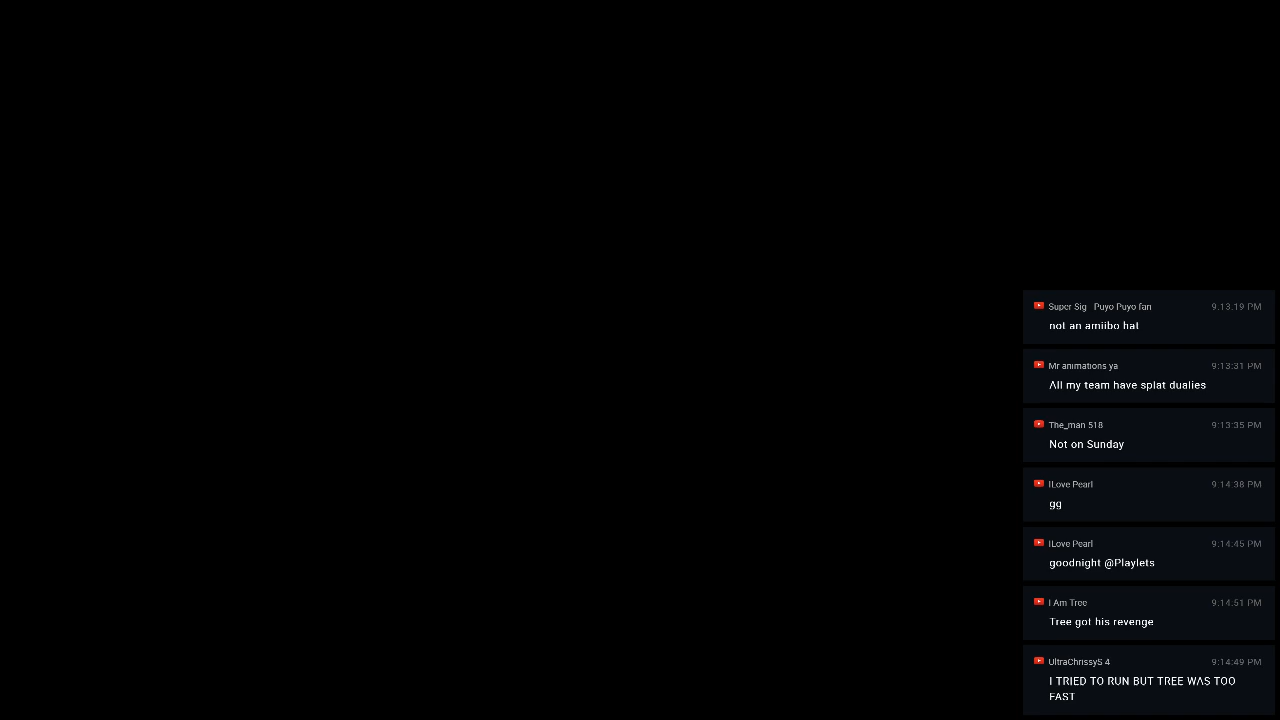 Super Sig Puyo Puyo fan 9:13:19 PM
not an amiibo hat
Mr animations ya 9:13:31 PM
All my team have splat dualies
The_man 518 9:13:35 PM
Not on Sunday
ILove Pearl 9:14:38 PM
gg
ILove Pearl 9:14:45 PM
goodnight @Playlets
I Am Tree 9:14:51 PM
Tree got his revenge
UltraChrissyS 4 9:14:49 PM
I TRIED TO RUN BUT TREE WAS TOO
FAST